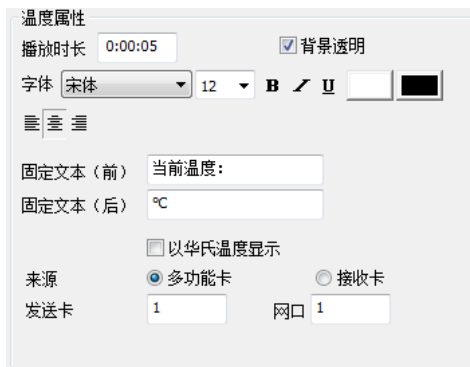 温度属性
播放时长 0:00:05 背景透明
字体 宋体 12 B I U
固定文本（前） 当前温度：
固定文本（后） ℃
以华氏温度显示
来源 多功能卡 接收卡
发送卡 1 网口 1